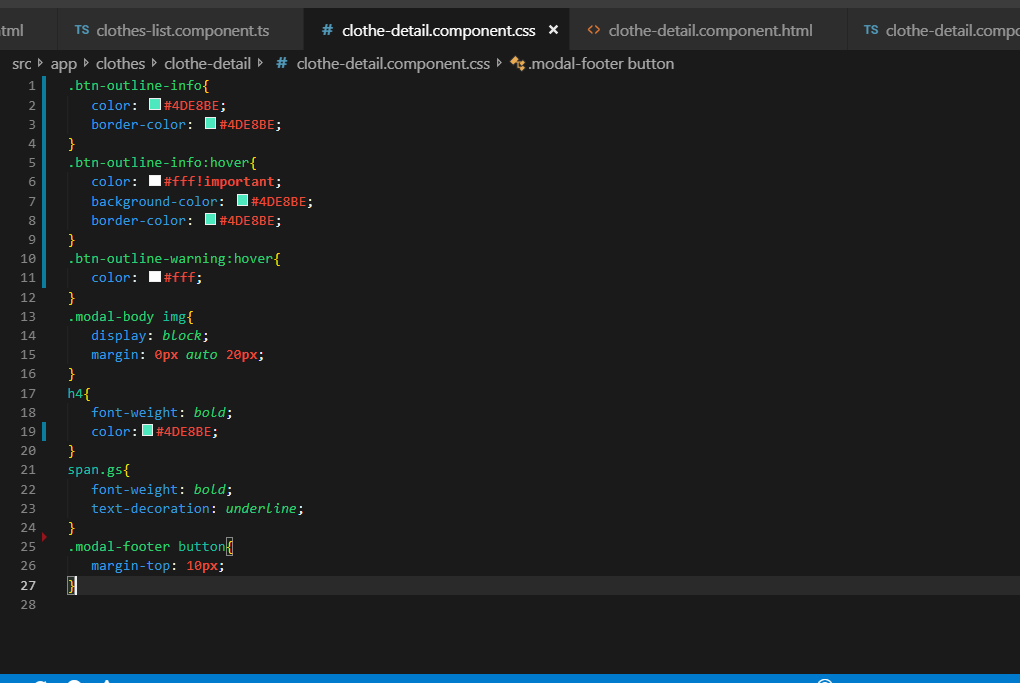 tml TS clothes-list.component.ts # clothe-detail.component.css × <> clothe-detail.component.html TS clothe-detail.compo
src app clothes clothe-detail # clothe-detail.component.css .modal-footer button
1 .btn-outline-info{
2 color: #4DE8BE;
3 border-color: #4DE8BE;
4 }
5 .btn-outline-info:hover{
6 color: #fff!important;
7 background-color: #4DE8BE;
8 border-color: #4DE8BE;
9 }
10 .btn-outline-warning:hover{
11 color: #fff;
12 }
13 .modal-body img{
14 display: block;
15 margin: 0px auto 20px;
16 }
17 h4{
18 font-weight: bold;
19 color: #4DE8BE;
20 }
21 span.gs{
22 font-weight: bold;
23 text-decoration: underline;
24 }
25 .modal-footer button{
26 margin-top: 10px;
27 }
28